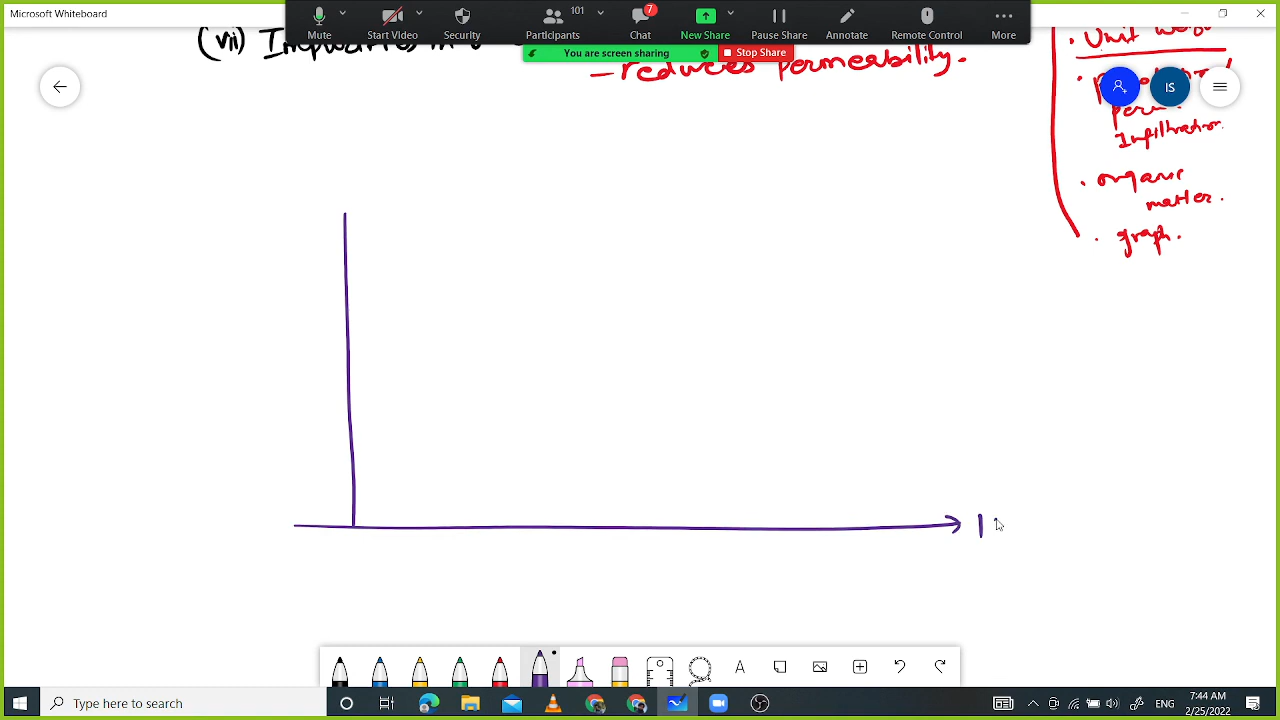 Microsoft Whiteboard
Mute
Start Video
Security
101
Participants
7
Chat
New Share
Pause Share
Annotate
Remote Control
More
You are screen sharing
Stop Share
(vii)
– reduces permeability.
IS
• Unit
Infiltration.
• organic
matter.
• graph.
A
Type here to search
ENG
7:44 AM
2/25/2022